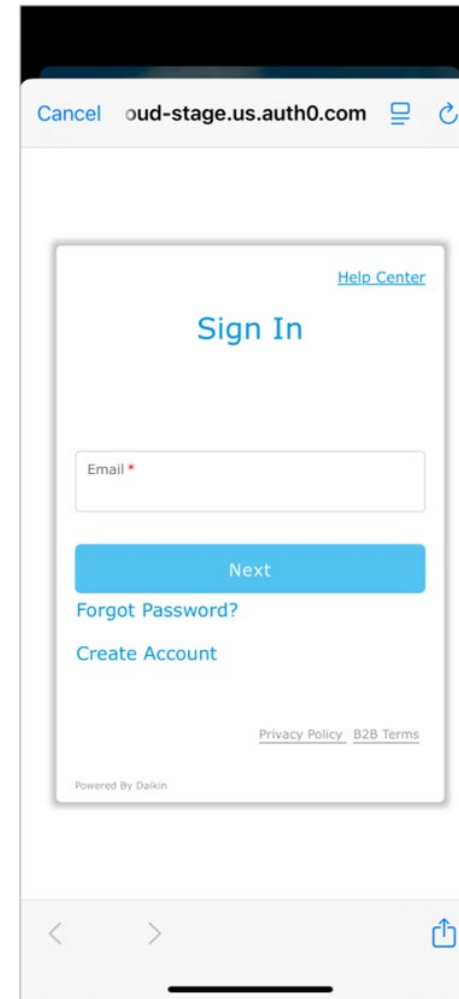 Cancel oud-stage.us.auth0.com
Help Center
Sign In
Email *
Next
Forgot Password?
Create Account
Privacy Policy B2B Terms
Powered By Daikin